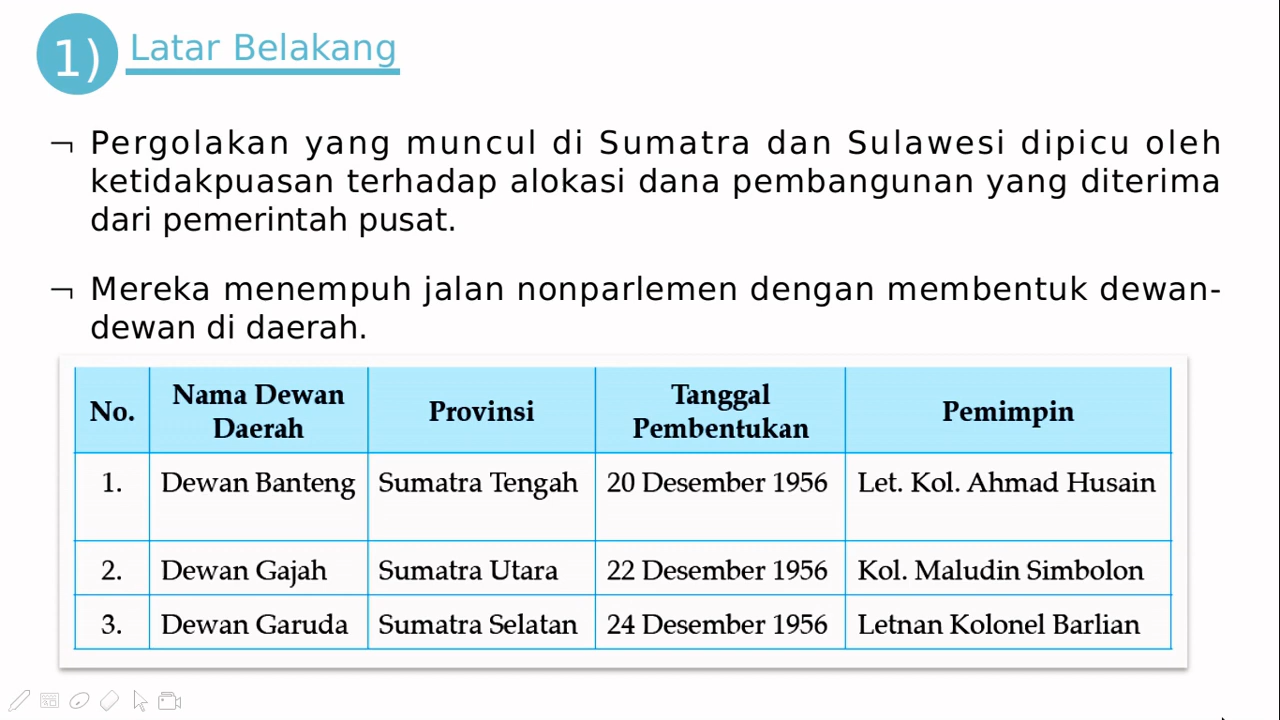 1) Latar Belakang
¬ Pergolakan yang muncul di Sumatra dan Sulawesi dipicu oleh
ketidakpuasan terhadap alokasi dana pembangunan yang diterima
dari pemerintah pusat.
¬ Mereka menempuh jalan nonparlemen dengan membentuk dewan-
dewan di daerah.
No. Nama Dewan Daerah Provinsi Tanggal Pembentukan Pemimpin
1. Dewan Banteng Sumatra Tengah 20 Desember 1956 Let. Kol. Ahmad Husain
2. Dewan Gajah Sumatra Utara 22 Desember 1956 Kol. Maludin Simbolon
3. Dewan Garuda Sumatra Selatan 24 Desember 1956 Letnan Kolonel Barlian